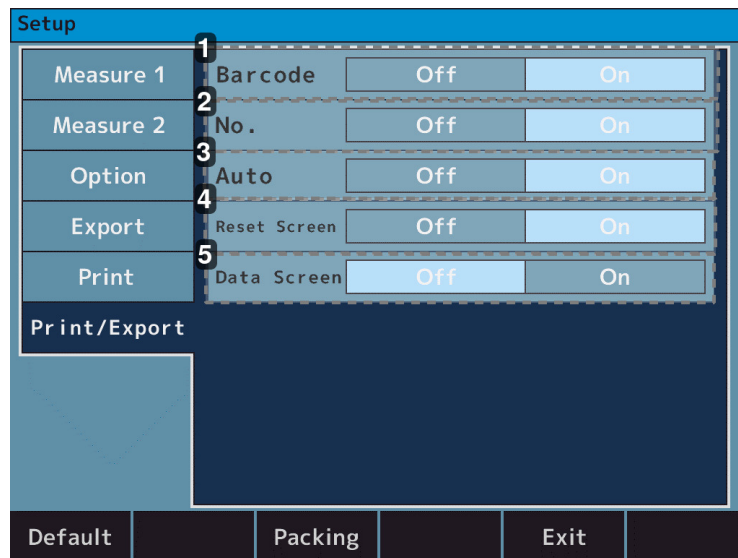 Setup
Measure 1
Measure 2
Option
Export
Print
Print/Export
1
Barcode Off On
2
No. Off On
3
Auto Off On
4
Reset Screen Off On
5
Data Screen Off On
Default Packing Exit